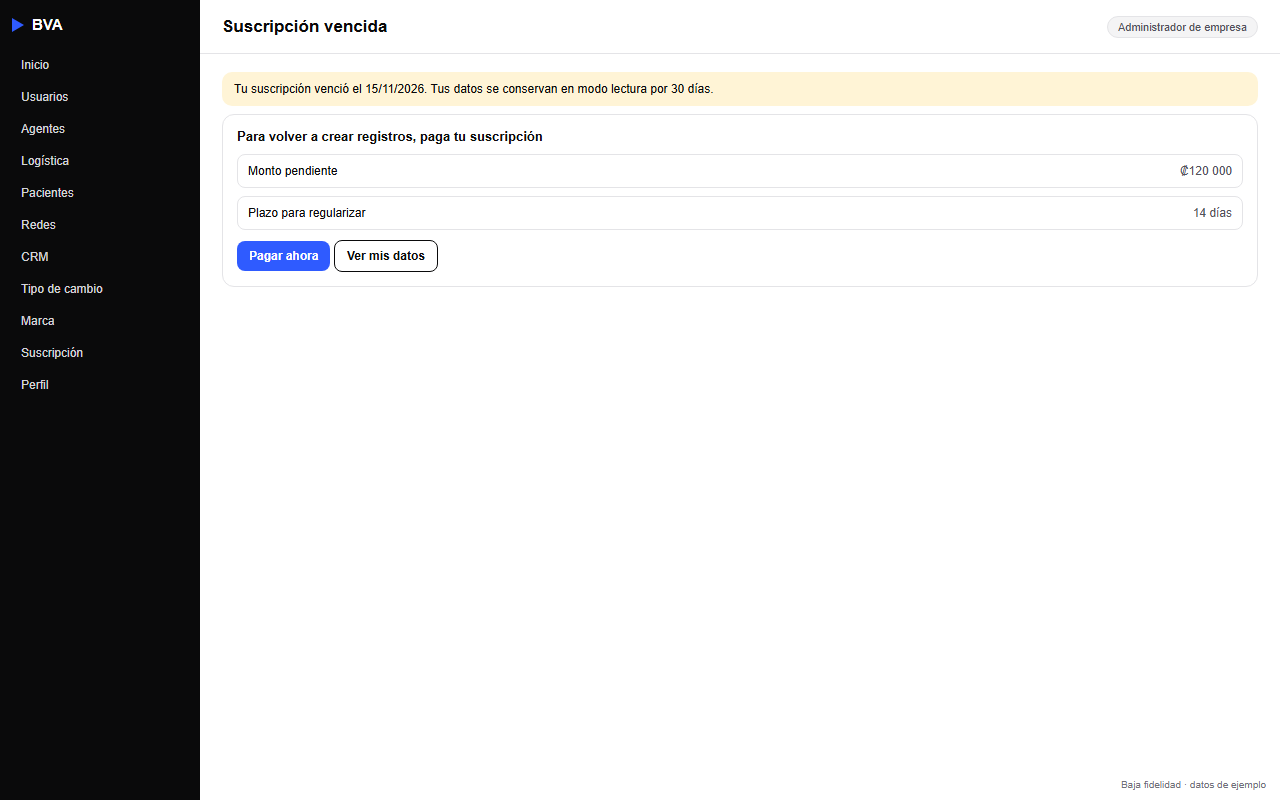 BVA
Inicio
Usuarios
Agentes
Logística
Pacientes
Redes
CRM
Tipo de cambio
Marca
Suscripción
Perfil
Suscripción vencida
Administrador de empresa
Tu suscripción venció el 15/11/2026. Tus datos se conservan en modo lectura por 30 días.
Para volver a crear registros, paga tu suscripción
Monto pendiente ₡120 000
Plazo para regularizar 14 días
Pagar ahora Ver mis datos
Baja fidelidad · datos de ejemplo